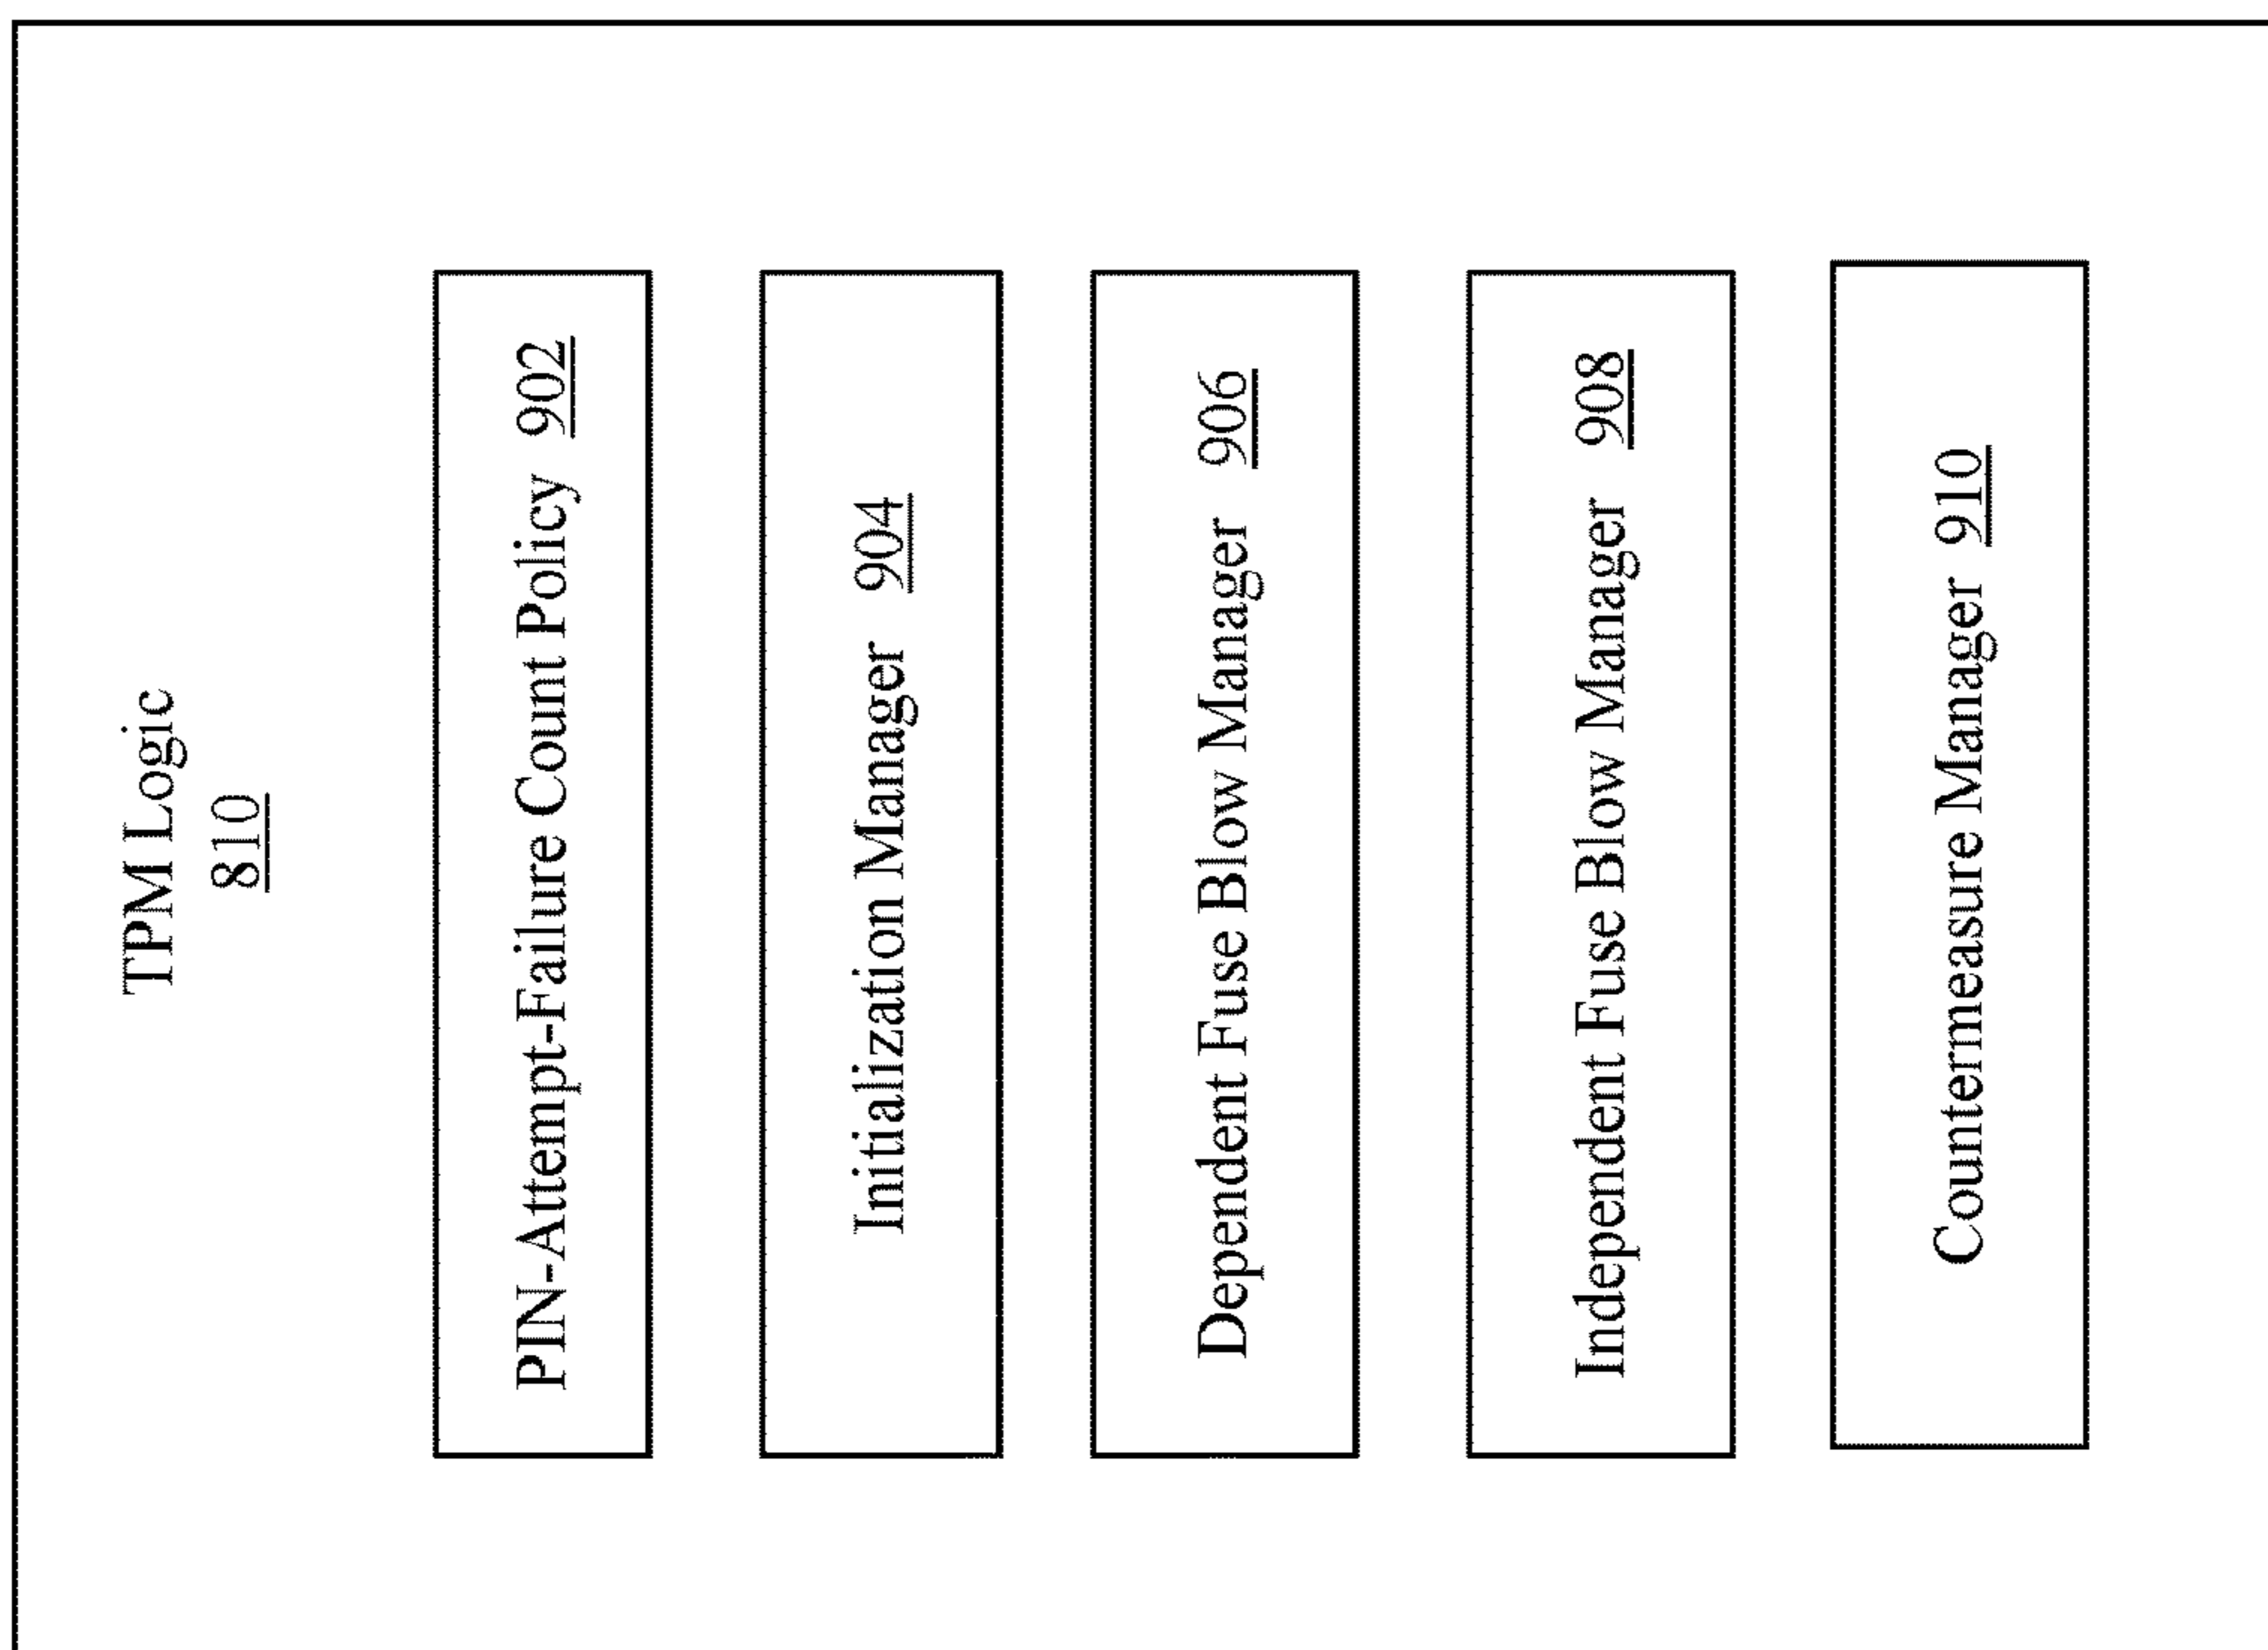 TPM Logic
810
PIN-Attempt-Failure Count Policy 902
Initialization Manager 904
Dependent Fuse Blow Manager 906
Independent Fuse Blow Manager 908
Countermeasure Manager 910